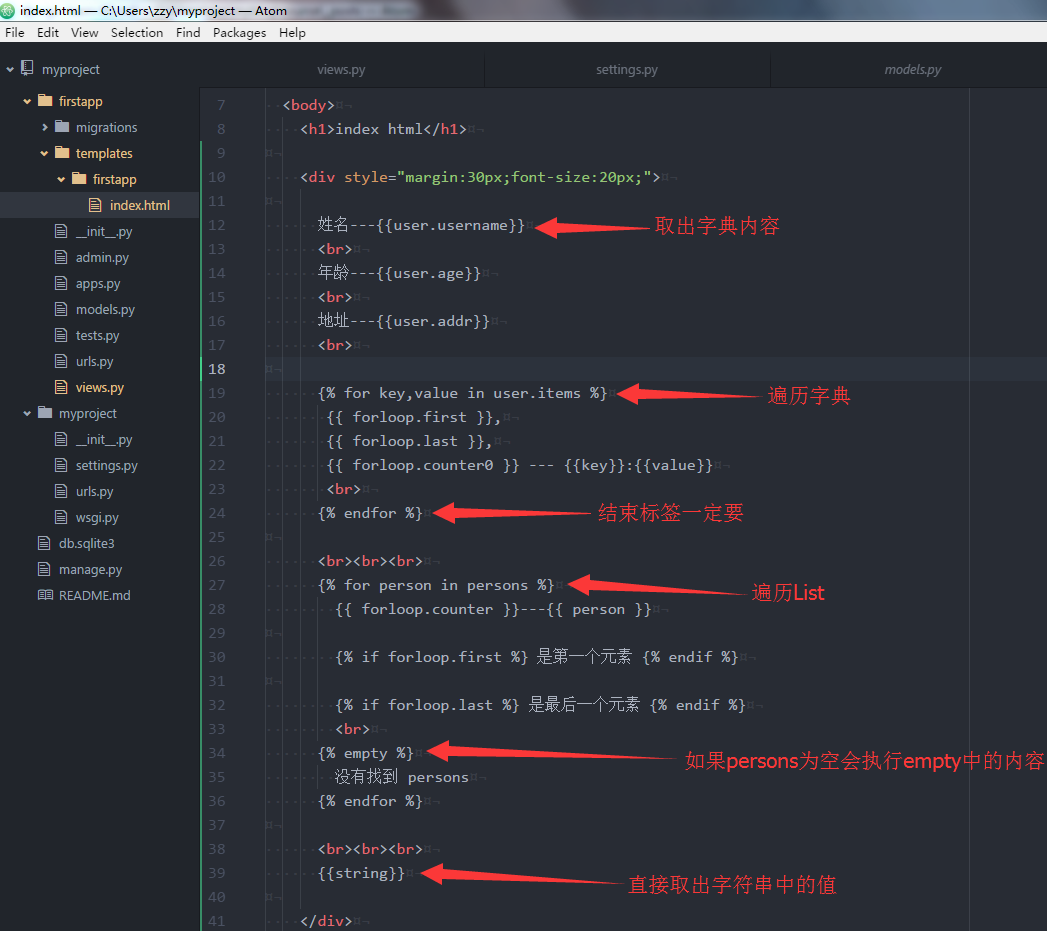 index.html — C:\Users\zzy\myproject — Atom
File Edit View Selection Find Packages Help
myproject
firstapp
migrations
templates
firstapp
index.html
__init__.py
admin.py
apps.py
models.py
tests.py
urls.py
views.py
myproject
__init__.py
settings.py
urls.py
wsgi.py
db.sqlite3
manage.py
README.md
views.py settings.py models.py
7 <body>
8 <h1>index html</h1>
9
10 <div style="margin:30px;font-size:20px;">
11
12 姓名---{{user.username}} 取出字典内容
13 <br>
14 年龄---{{user.age}}
15 <br>
16 地址---{{user.addr}}
17 <br>
18
19 {% for key,value in user.items %} 遍历字典
20 {{ forloop.first }},
21 {{ forloop.last }},
22 {{ forloop.counter0 }} --- {{key}}:{{value}}
23 <br>
24 {% endfor %} 结束标签一定要
25
26 <br><br><br>
27 {% for person in persons %} 遍历List
28 {{ forloop.counter }}---{{ person }}
29
30 {% if forloop.first %} 是第一个元素 {% endif %}
31
32 {% if forloop.last %} 是最后一个元素 {% endif %}
33 <br>
34 {% empty %} 如果persons为空会执行empty中的内容
35 没有找到 persons
36 {% endfor %}
37
38 <br><br><br>
39 {{string}} 直接取出字符串中的值
40
41 </div>